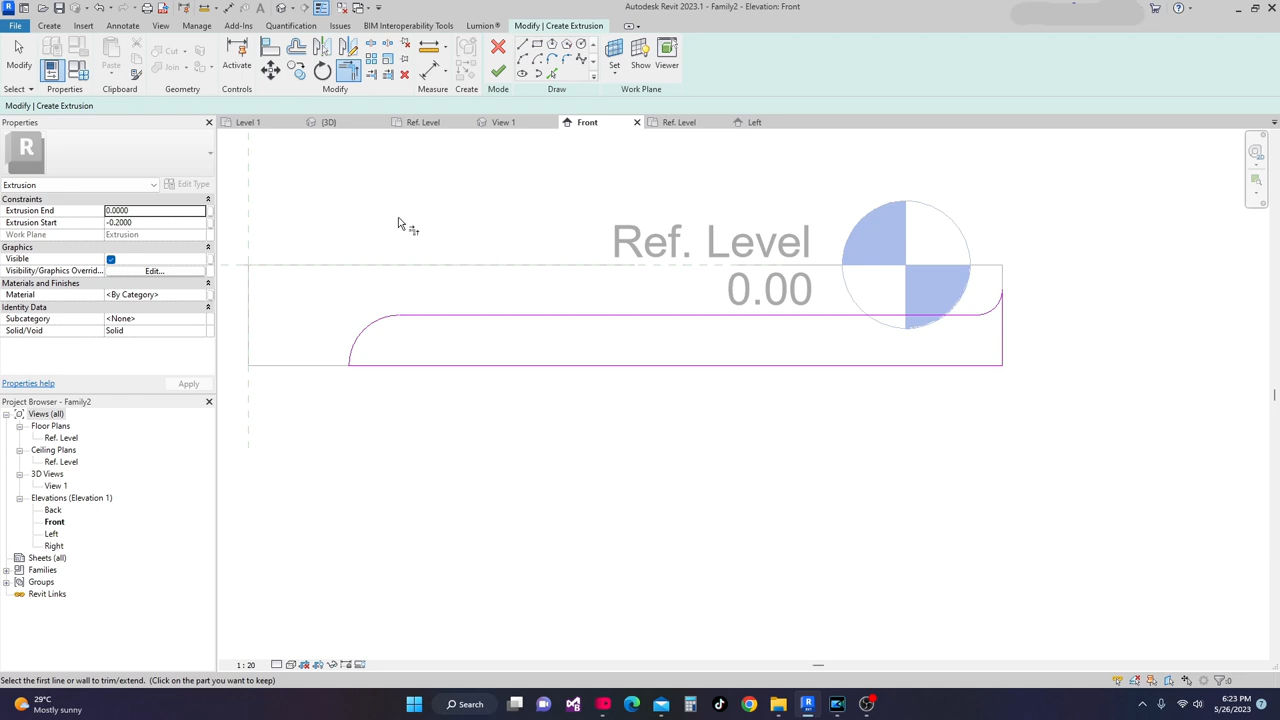 Autodesk Revit 2023.1 - Family2 - Elevation: Front
File Create Insert Annotate View Manage Add-Ins Quantification Issues BIM Interoperability Tools Lumion® Modify | Create Extrusion
Modify Paste Cut Join Activate Set Show Viewer
Select Properties Clipboard Geometry Controls Modify Measure Create Mode Draw Work Plane
Modify | Create Extrusion
Properties
Level 1 {3D} Ref. Level View 1 Front Ref. Level Left
R
Extrusion Edit Type
Constraints
Extrusion End 0.0000
Extrusion Start -0.2000
Work Plane Extrusion
Graphics
Visible
Visibility/Graphics Overrid... Edit...
Materials and Finishes
Material <By Category>
Identity Data
Subcategory <None>
Solid/Void Solid
Properties help Apply
Project Browser - Family2
Views (all)
Floor Plans
Ref. Level
Ceiling Plans
Ref. Level
3D Views
View 1
Elevations (Elevation 1)
Back
Front
Left
Right
Sheets (all)
Families
Groups
Revit Links
Ref. Level
0.00
1 : 20
Select the first line or wall to trim/extend. (Click on the part you want to keep)
:0
29°C
Mostly sunny
Search
6:23 PM
5/26/2023